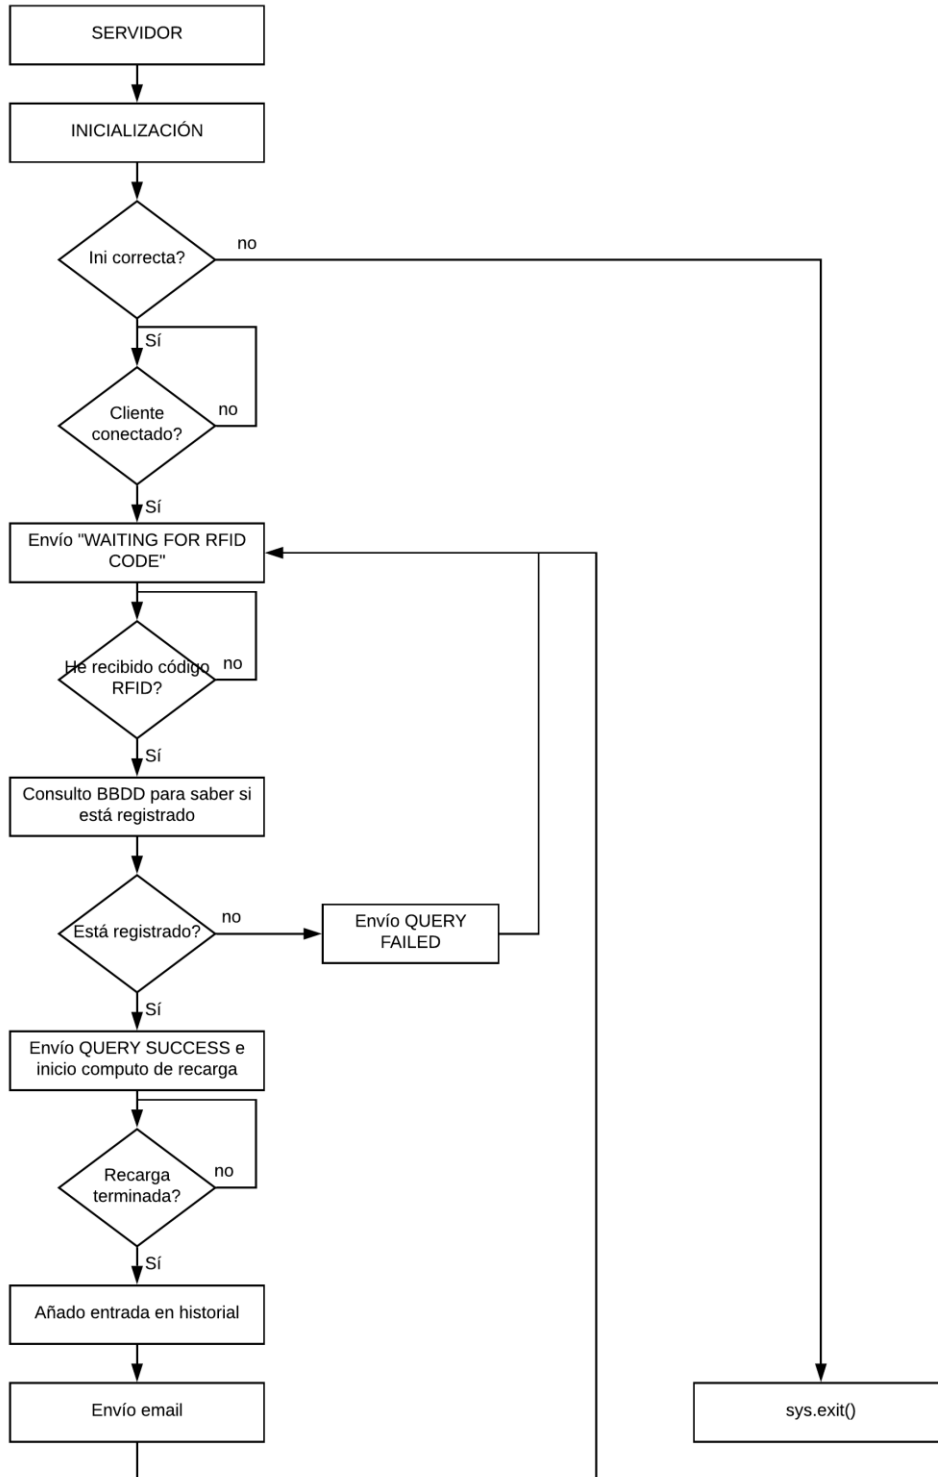 SERVIDOR
INICIALIZACIÓN
Ini correcta?
no
Sí
Cliente
conectado?
no
Sí
Envío "WAITING FOR RFID
CODE"
He recibido código
RFID?
no
Sí
Consulto BBDD para saber si
está registrado
Está registrado?
no
Envío QUERY
FAILED
Sí
Envío QUERY SUCCESS e
inicio computo de recarga
Recarga
terminada?
no
Sí
Añado entrada en historial
Envío email
sys.exit()